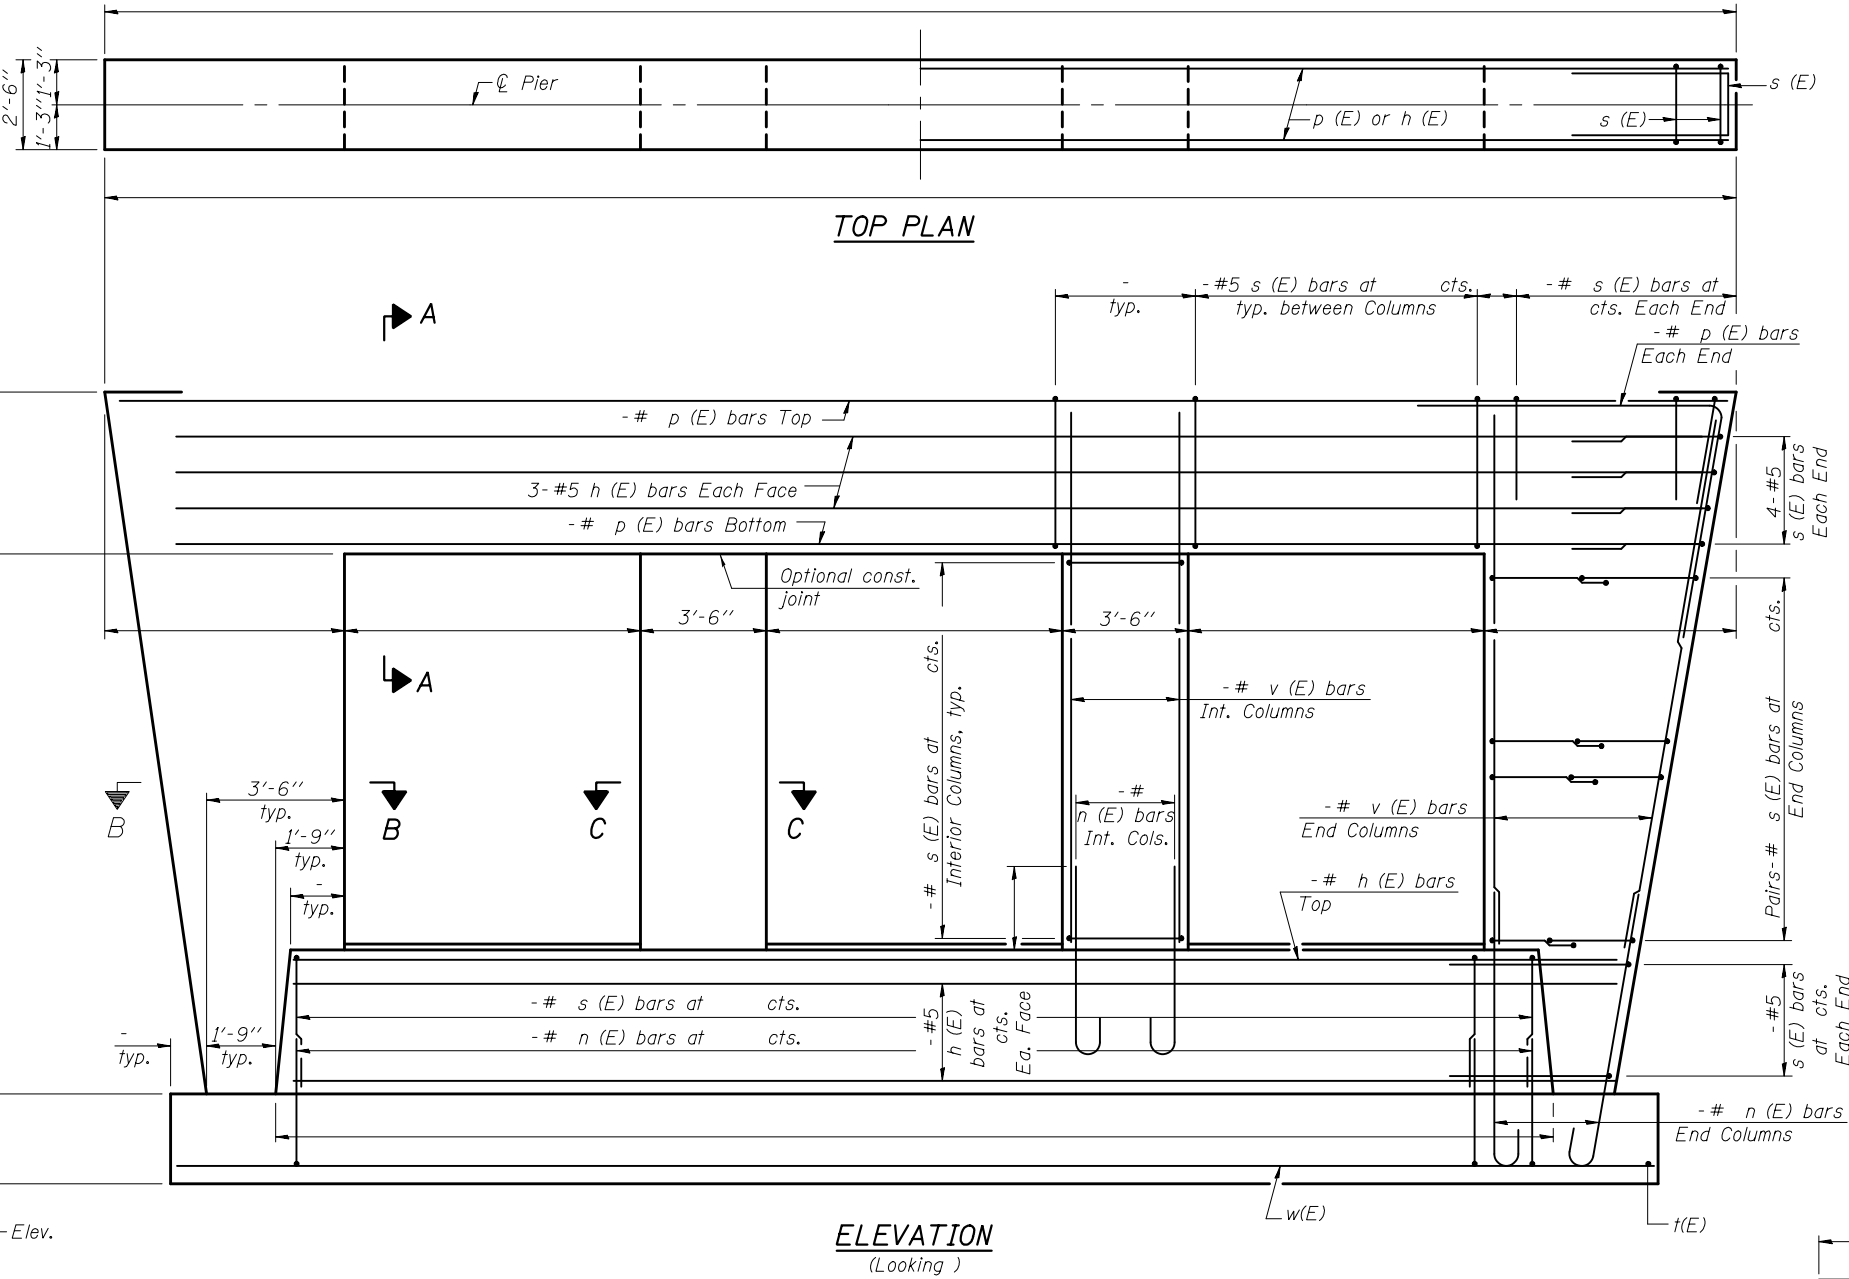 2'-6"
1'-3"
1'-3"
℄ Pier
p (E) or h (E)
s (E)
s (E)
TOP PLAN
A
-
typ.
-#5 s (E) bars at cts.
typ. between Columns
-# s (E) bars at
cts. Each End
-# p (E) bars
Each End
-# p (E) bars Top
3-#5 h (E) bars Each Face
-# p (E) bars Bottom
4-#5
s (E) bars
Each End
Optional const.
joint
3'-6"
3'-6"
A
-# s (E) bars at cts.
Interior Columns, typ.
-# v (E) bars
Int. Columns
Pairs-# s (E) bars at cts.
End Columns
3'-6"
typ.
B
B
C
C
1'-9"
typ.
-
typ.
-#
n (E) bars
Int. Cols.
-# v (E) bars
End Columns
-# h (E) bars
Top
-# s (E) bars at cts.
-# n (E) bars at cts.
-#5
h (E)
bars at
cts.
Ea. Face
-#5
s (E) bars
at cts.
Each End
-
typ.
1'-9"
typ.
-# n (E) bars
End Columns
w(E)
t(E)
-Elev.
ELEVATION
(Looking )